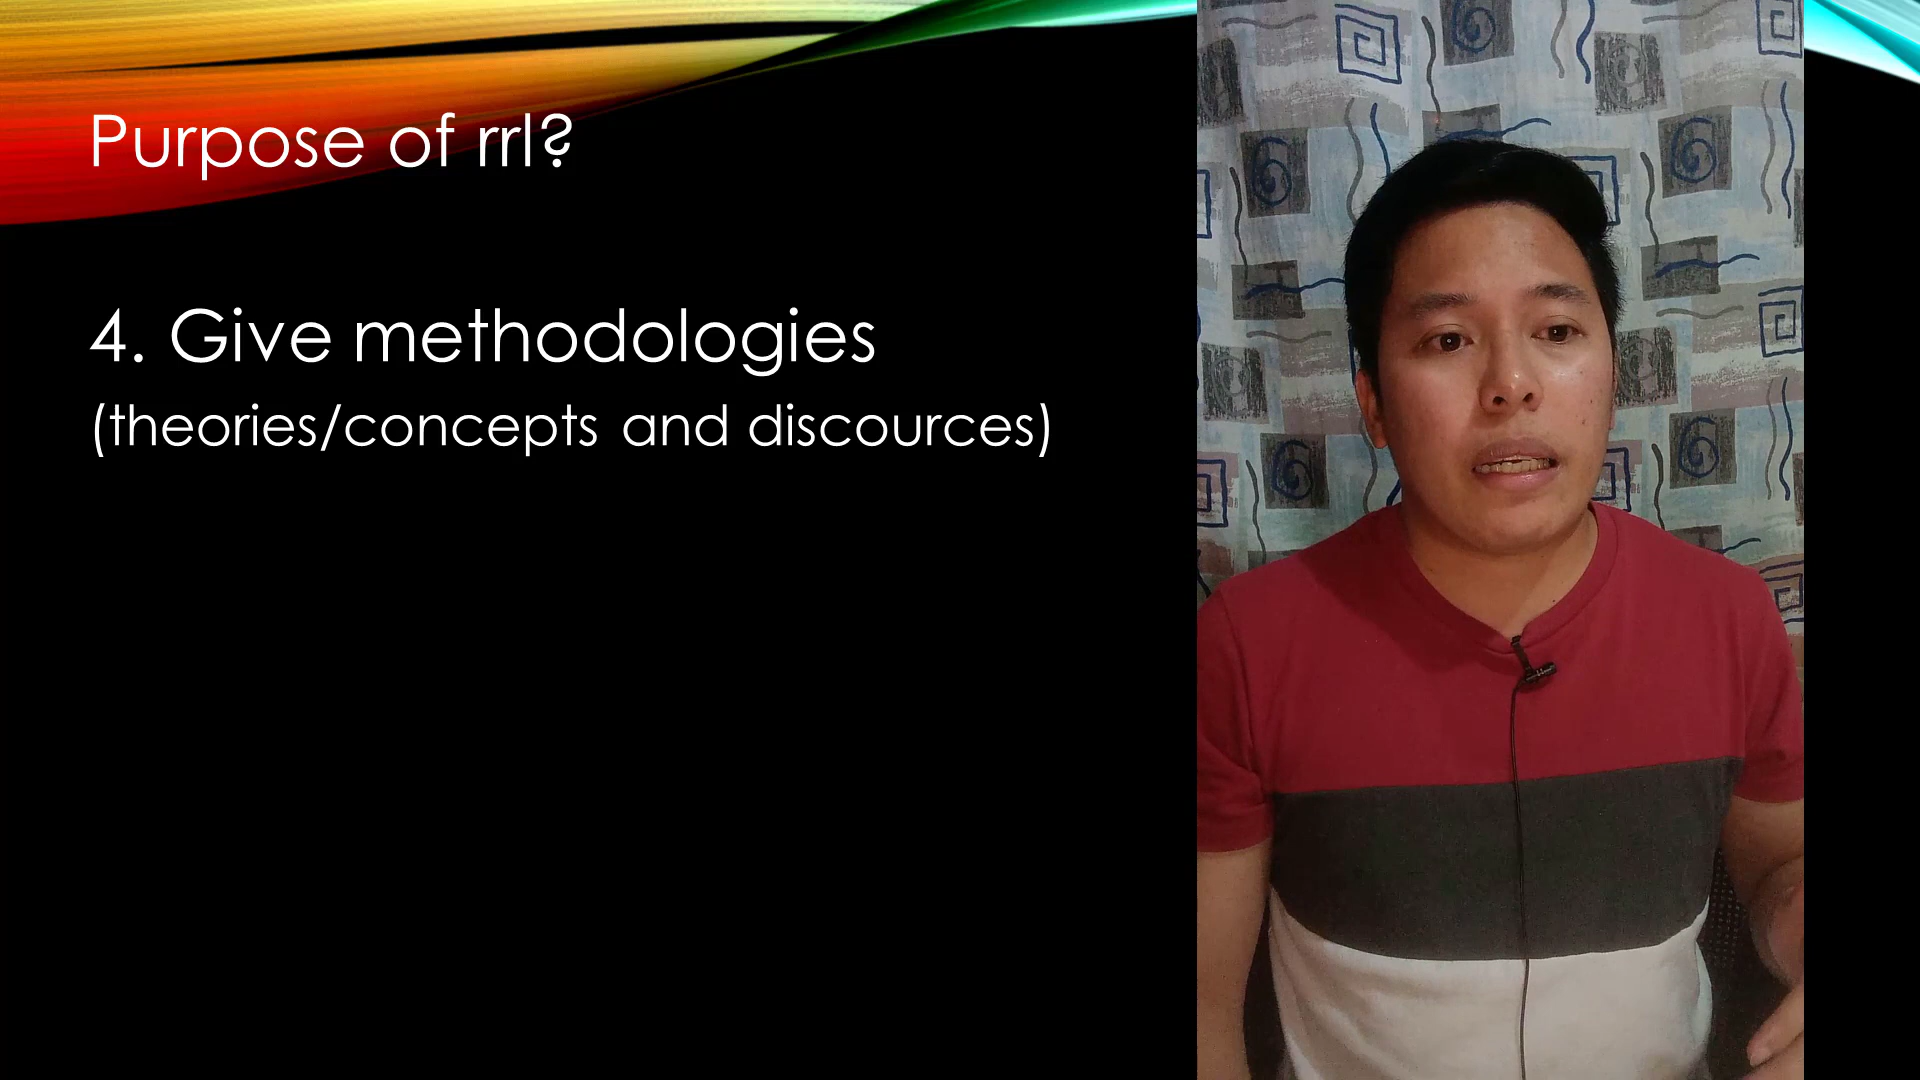 Purpose of rrl?
4. Give methodologies
(theories/concepts and discources)